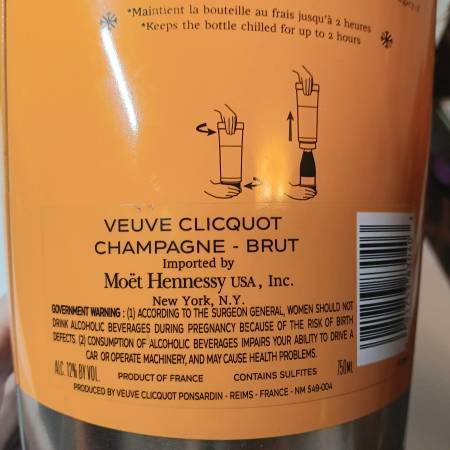 *Maintient la bouteille au frais jusqu'à 2 heures
*Keeps the bottle chilled for up to 2 hours
VEUVE CLICQUOT
CHAMPAGNE - BRUT
Imported by
Moët Hennessy USA, Inc.
New York, N.Y.
GOVERNMENT WARNING: (1) ACCORDING TO THE SURGEON GENERAL, WOMEN SHOULD NOT
DRINK ALCOHOLIC BEVERAGES DURING PREGNANCY BECAUSE OF THE RISK OF BIRTH
DEFECTS. (2) CONSUMPTION OF ALCOHOLIC BEVERAGES IMPAIRS YOUR ABILITY TO DRIVE A
CAR OR OPERATE MACHINERY, AND MAY CAUSE HEALTH PROBLEMS.
ALC. 12% BY VOL. PRODUCT OF FRANCE CONTAINS SULFITES 750ML
PRODUCED BY VEUVE CLICQUOT PONSARDIN - REIMS - FRANCE - NM 549-004